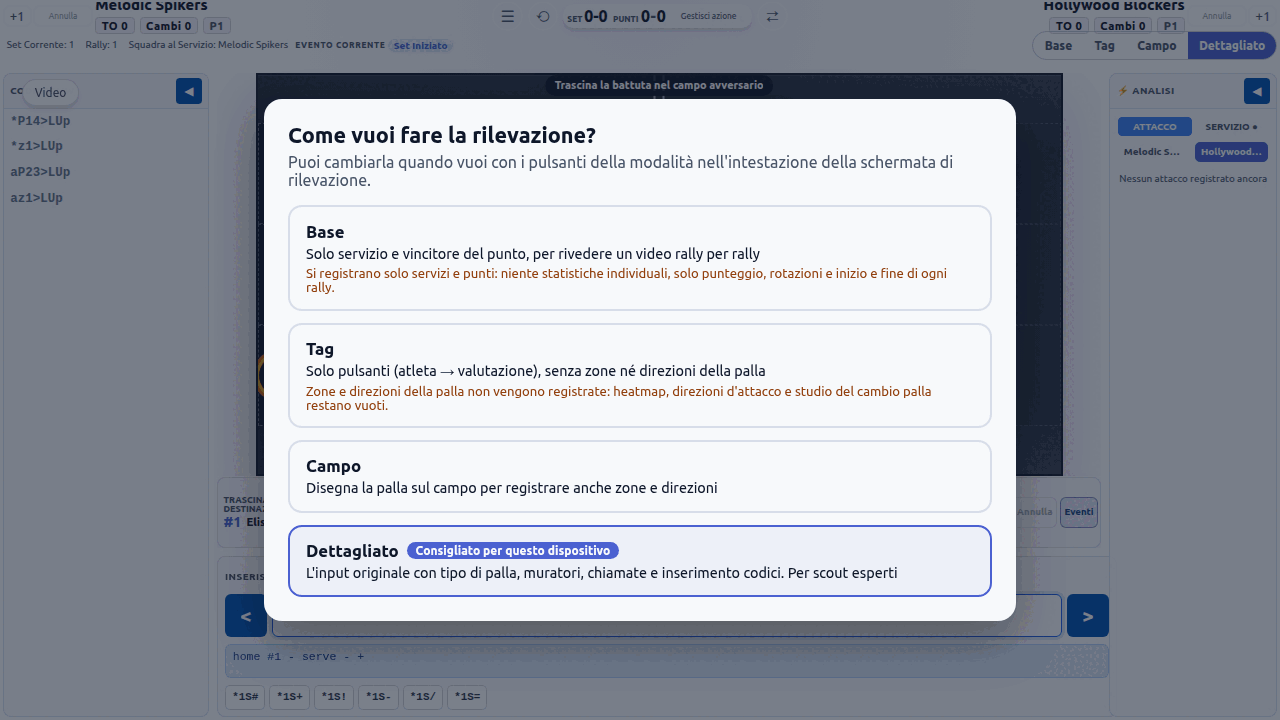 +1
Annulla
Melodic Spikers
TO 0
Cambi 0
P1
SET 0-0 PUNTI 0-0
Gestisci azione
Hollywood Blockers
TO 0
Cambi 0
P1
Annulla
+1
Set Corrente: 1 Rally: 1 Squadra al Servizio: Melodic Spikers EVENTO CORRENTE Set Iniziato
Base Tag Campo Dettagliato
Video
Trascina la battuta nel campo avversario
*P14>LUp
*z1>LUp
aP23>LUp
az1>LUp
ANALISI
ATTACCO SERVIZIO
Melodic S... Hollywood...
Nessun attacco registrato ancora
Come vuoi fare la rilevazione?
Puoi cambiarla quando vuoi con i pulsanti della modalità nell'intestazione della schermata di
rilevazione.
Base
Solo servizio e vincitore del punto, per rivedere un video rally per rally
Si registrano solo servizi e punti: niente statistiche individuali, solo punteggio, rotazioni e inizio e fine di ogni
rally.
Tag
Solo pulsanti (atleta → valutazione), senza zone né direzioni della palla
Zone e direzioni della palla non vengono registrate: heatmap, direzioni d'attacco e studio del cambio palla
restano vuoti.
Campo
Disegna la palla sul campo per registrare anche zone e direzioni
Dettagliato Consigliato per questo dispositivo
L'input originale con tipo di palla, muratori, chiamate e inserimento codici. Per scout esperti
#1
Annulla
Eventi
<
>
home #1 - serve - +
*1S# *1S+ *1S! *1S- *1S/ *1S=